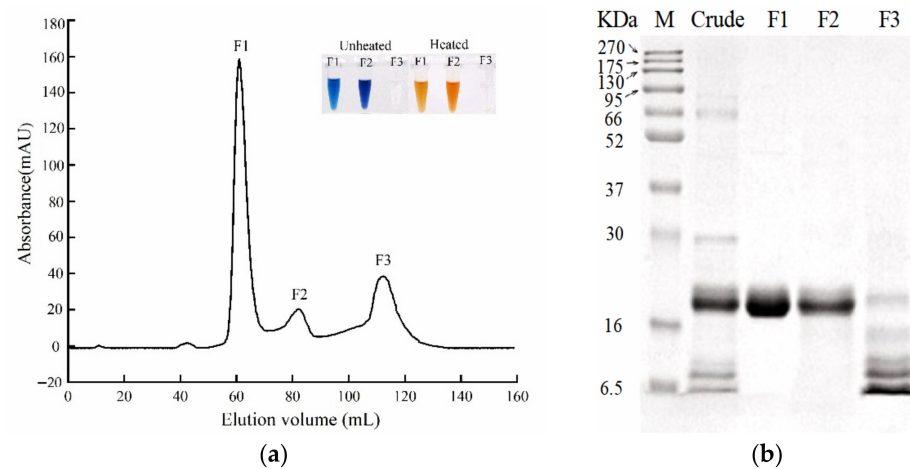 180
160
140
120
100
80
60
40
20
0
−20
Absorbance(mAU)
F1
F2
F3
Unheated
Heated
F1 F2 F3 F1 F2 F3
0 20 40 60 80 100 120 140 160
Elution volume (mL)
(a)
KDa M Crude F1 F2 F3
270
175
130
95
66
52
37
30
16
6.5
(b)